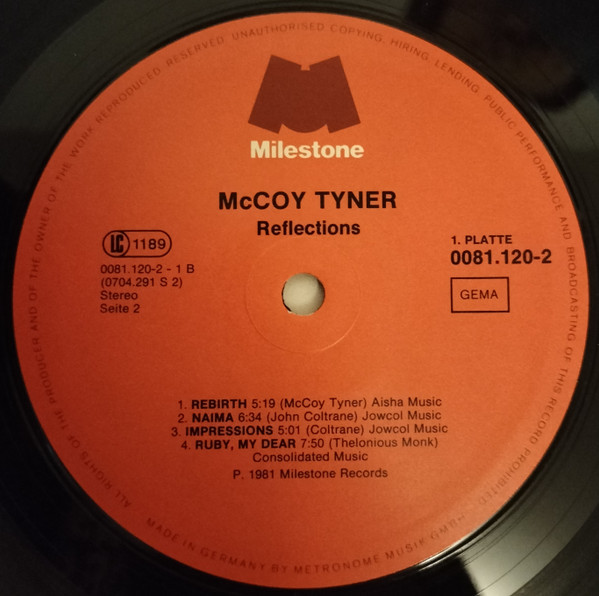 ALL RIGHTS OF THE PRODUCER AND OF THE OWNER OF THE WORK REPRODUCED RESERVED. UNAUTHORISED COPYING, HIRING, LENDING, PUBLIC PERFORMANCE AND BROADCASTING OF THIS RECORD PROHIBITED.
Milestone
McCOY TYNER
Reflections
LC 1189
0081.120-2 - 1 B
(0704.291 S 2)
Stereo
Seite 2
1. PLATTE
0081.120-2
GEMA
1. REBIRTH 5:19 (McCoy Tyner) Aisha Music
2. NAIMA 6:34 (John Coltrane) Jowcol Music
3. IMPRESSIONS 5:01 (Coltrane) Jowcol Music
4. RUBY, MY DEAR 7:50 (Thelonious Monk)
Consolidated Music
P. 1981 Milestone Records
MADE IN GERMANY BY METRONOME MUSIK GMBH